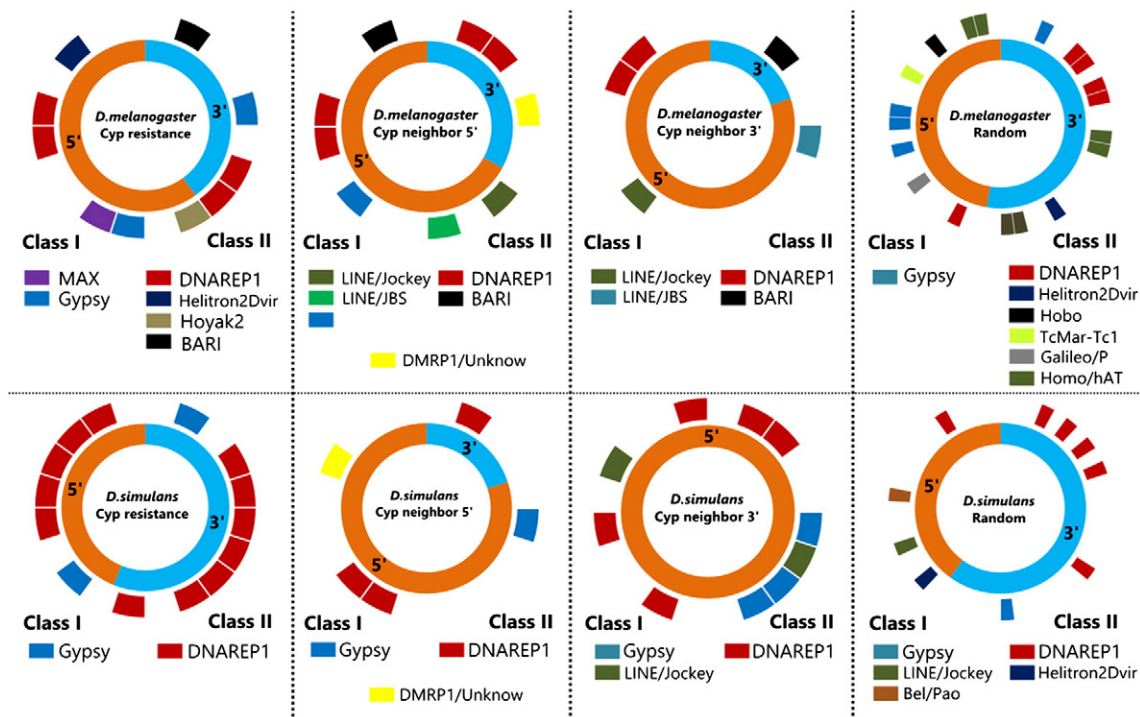 3'
5'
D.melanogaster
Cyp resistance
Class I
Class II
MAX
Gypsy
DNAREP1
Helitron2Dvir
Hoyak2
BARI
3'
5'
D.melanogaster
Cyp neighbor 5'
Class I
Class II
LINE/Jockey
LINE/JBS
DNAREP1
BARI
DMRP1/Unknow
3'
5'
D.melanogaster
Cyp neighbor 3'
Class I
Class II
LINE/Jockey
LINE/JBS
DNAREP1
BARI
5'
3'
D.melanogaster
Random
Class I
Class II
Gypsy
DNAREP1
Helitron2Dvir
Hobo
TcMar-Tc1
Galileo/P
Homo/hAT
5'
3'
D.simulans
Cyp resistance
Class I
Class II
Gypsy
DNAREP1
3'
5'
D.simulans
Cyp neighbor 5'
Class I
Class II
Gypsy
DNAREP1
DMRP1/Unknow
5'
D.simulans
Cyp neighbor 3'
Class I
Class II
Gypsy
LINE/Jockey
DNAREP1
5'
3'
D.simulans
Random
Class I
Class II
Gypsy
LINE/Jockey
Bel/Pao
DNAREP1
Helitron2Dvir